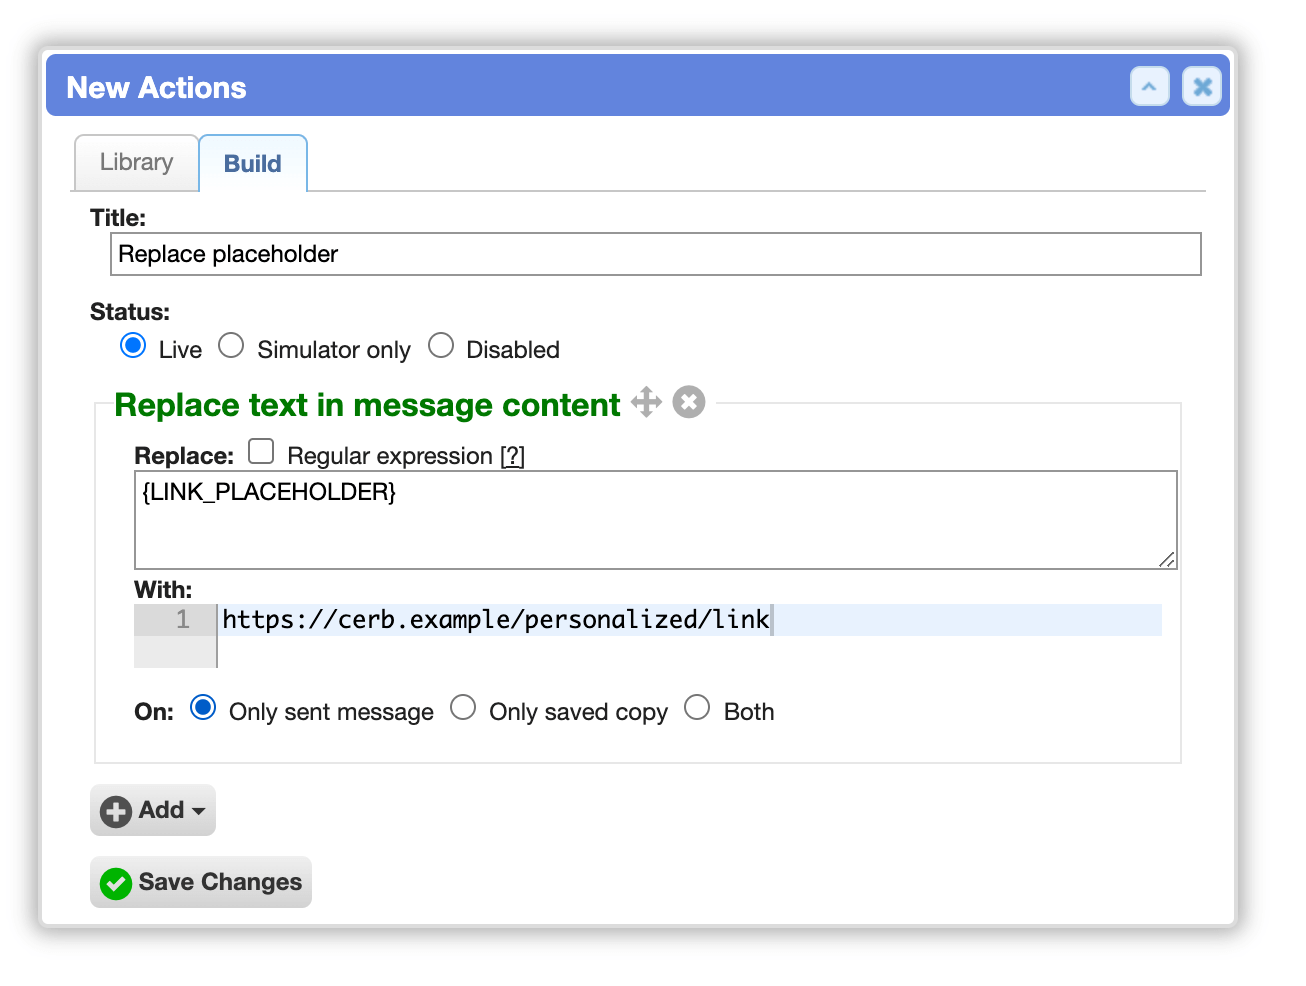 New Actions
Library Build
Title:
Replace placeholder
Status:
Live Simulator only Disabled
Replace text in message content
Replace: Regular expression [?]
{LINK_PLACEHOLDER}
With:
1 https://cerb.example/personalized/link
On: Only sent message Only saved copy Both
Add
Save Changes